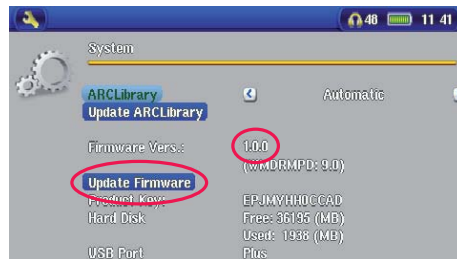 48 11 41
System
ARCLibrary Automatic
Update ARCLibrary
Firmware Vers.: 1.0.0
(WMDRMPD: 9.0)
Update Firmware
Product Key: EPJMYHH0CCAD
Hard Disk Free: 36195 (MB)
Used: 1938 (MB)
USB Port Plus